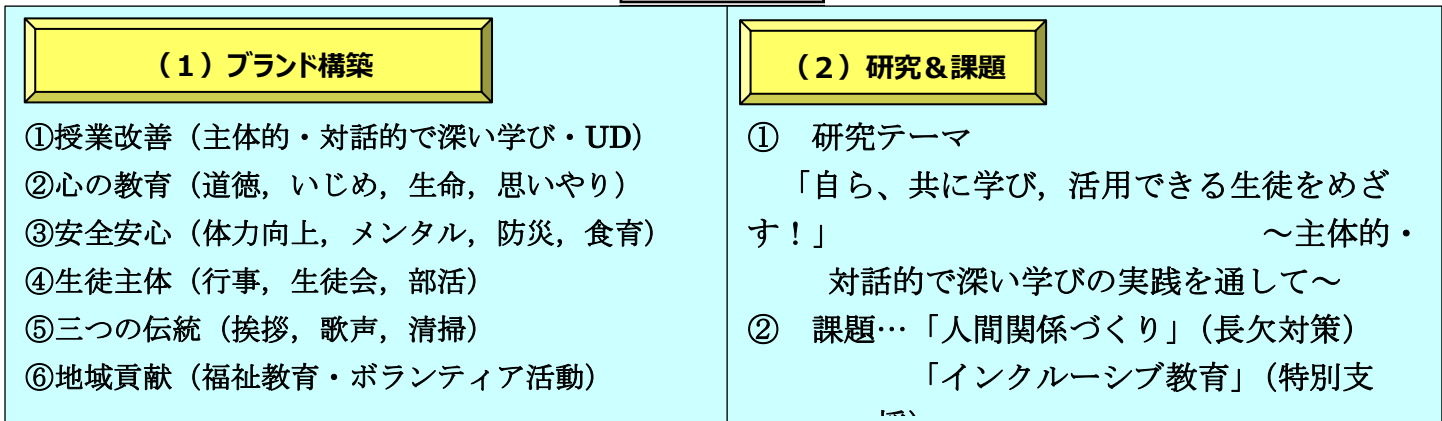 (1)ブランド構築
①授業改善(主体的・対話的で深い学び・UD)
②心の教育(道徳，いじめ，生命，思いやり)
③安全安心(体力向上，メンタル，防災，食育)
④生徒主体(行事，生徒会，部活)
⑤三つの伝統(挨拶，歌声，清掃)
⑥地域貢献(福祉教育・ボランティア活動)
(2)研究＆課題
① 研究テーマ
「自ら、共に学び，活用できる生徒をめざ
す！」 ～主体的・
対話的で深い学びの実践を通して～
② 課題…「人間関係づくり」(長欠対策)
「インクルーシブ教育」(特別支